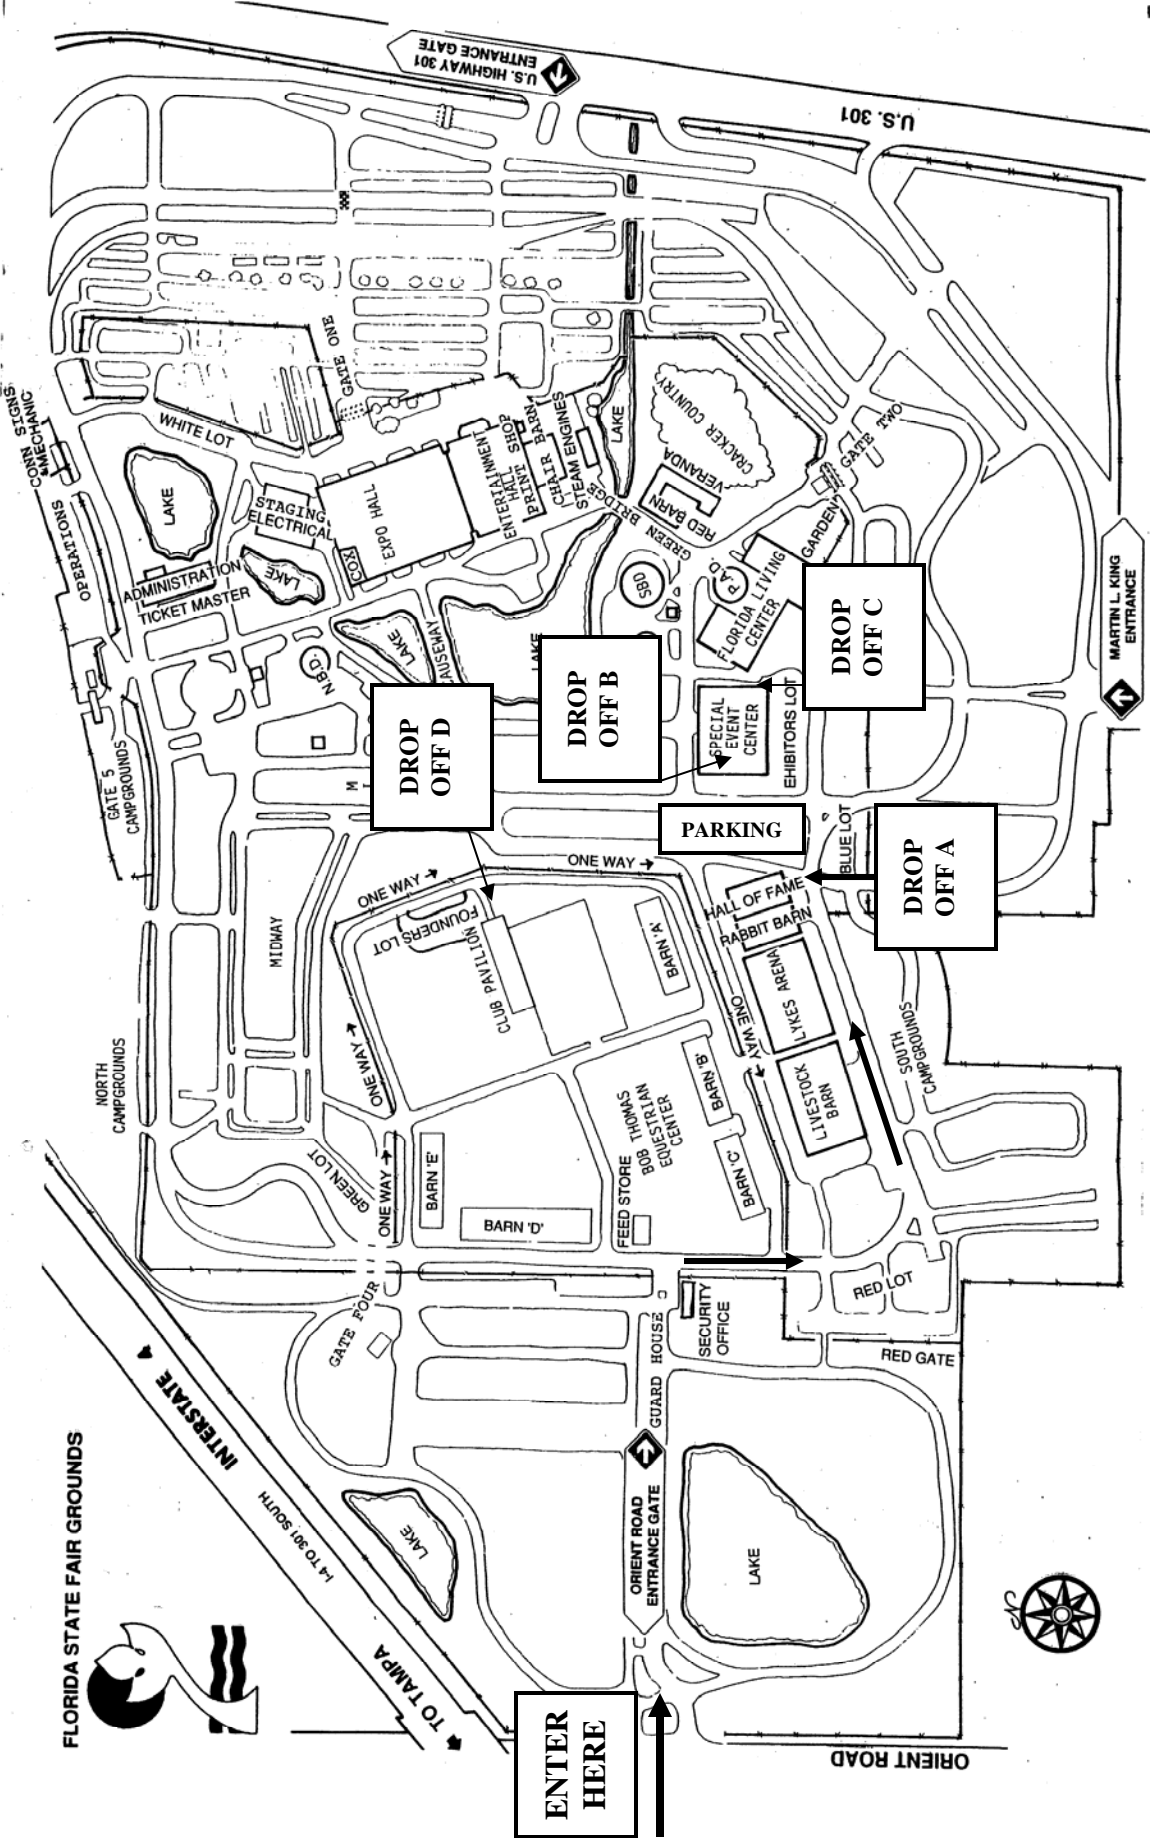 FLORIDA STATE FAIR GROUNDS
U.S. HIGHWAY 301
ENTRANCE GATE
U.S. 301
CONN SIGNS
& MECHANIC
WHITE LOT
GATE ONE
OPERATIONS
LAKE
STAGING
ELECTRICAL
EXPO HALL
COX
ENTERTAINMENT
HALL
PRINT SHOP
CHAIR BARN
STEAM ENGINES
LAKE
CRACKER COUNTRY
VERANDA
RED BARN
GREEN BRIDGE
GATE TWO
GARDEN
ADMINISTRATION
TICKET MASTER
LAKE
LAKE
CAUSEWAY
LAKE
N.B.D.
SBO
P.A.D.
FLORIDA LIVING
CENTER
MARTIN L. KING
ENTRANCE
DROP
OFF C
DROP
OFF B
DROP
OFF D
SPECIAL
EVENT
CENTER
EXHIBITORS LOT
GATE 5
CAMPGROUNDS
M
PARKING
BLUE LOT
DROP
OFF A
ONE WAY
ONE WAY
FOUNDERS LOT
CLUB PAVILION
MIDWAY
BARN 'A'
HALL OF FAME
RABBIT BARN
LYKES ARENA
ONE WAY
ONE WAY
NORTH
CAMPGROUNDS
SOUTH
CAMPGROUNDS
BARN 'B'
LIVESTOCK
BARN
BOB THOMAS
EQUESTRIAN
CENTER
BARN 'C'
GREEN LOT
ONE WAY
BARN 'E'
BARN 'D'
FEED STORE
GATE FOUR
GUARD HOUSE
SECURITY
OFFICE
RED LOT
RED GATE
INTERSTATE 4
I-4 TO 301 SOUTH
TO TAMPA
LAKE
ORIENT ROAD
ENTRANCE GATE
LAKE
N
ENTER
HERE
ORIENT ROAD